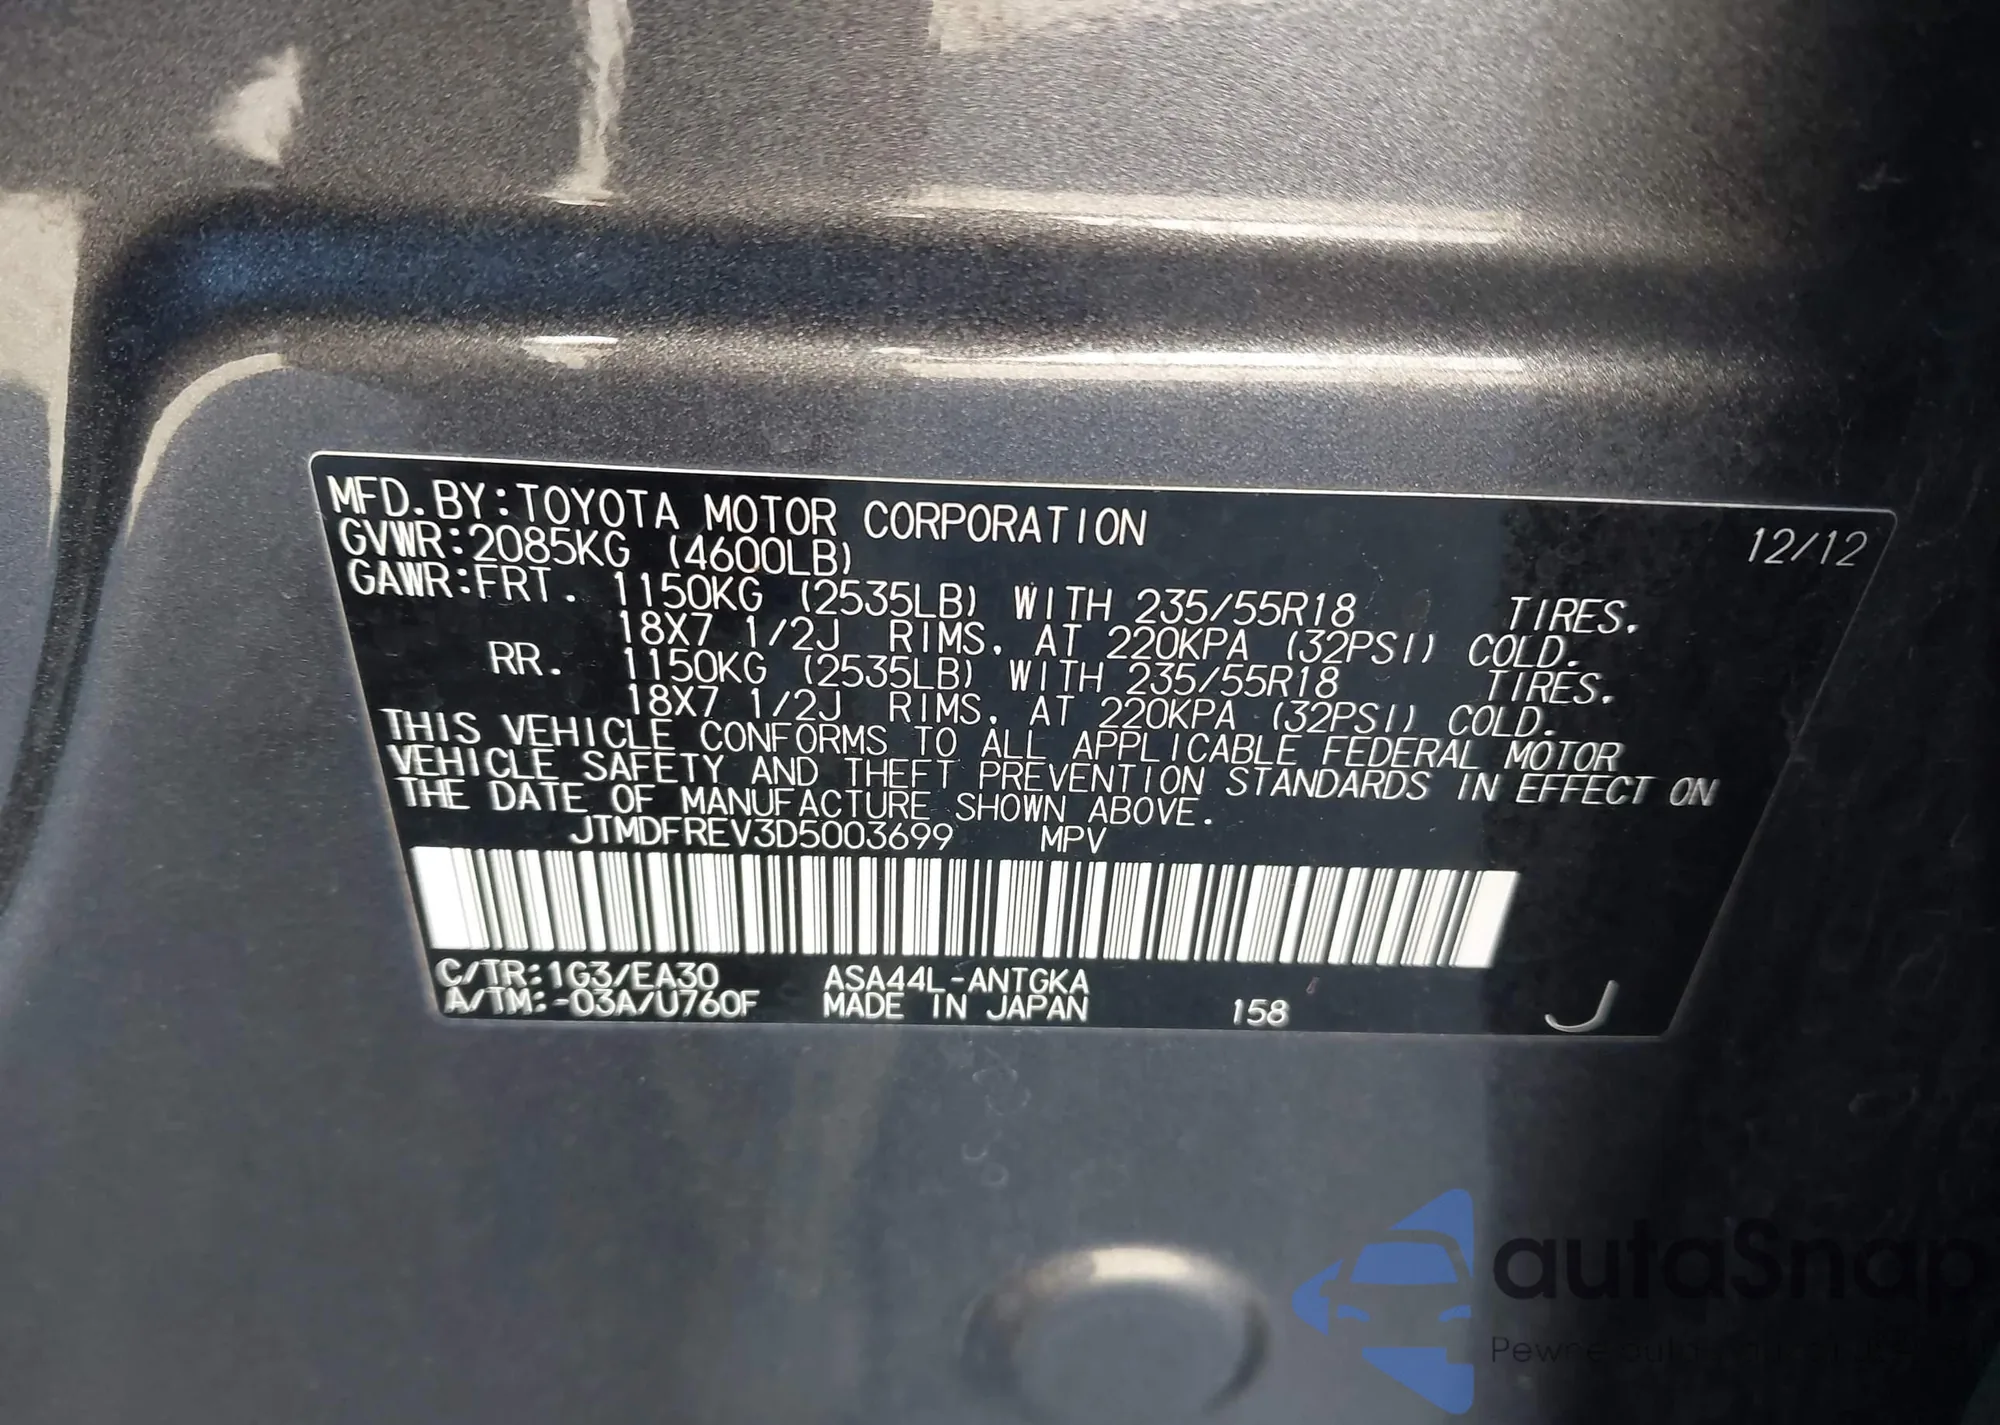 MFD.BY:TOYOTA MOTOR CORPORATION 12/12
GVWR:2085KG (4600LB)
GAWR:FRT. 1150KG (2535LB) WITH 235/55R18 TIRES.
18X7 1/2J RIMS, AT 220KPA (32PSI) COLD.
RR. 1150KG (2535LB) WITH 235/55R18 TIRES.
18X7 1/2J RIMS, AT 220KPA (32PSI) COLD.
THIS VEHICLE CONFORMS TO ALL APPLICABLE FEDERAL MOTOR
VEHICLE SAFETY AND THEFT PREVENTION STANDARDS IN EFFECT ON
THE DATE OF MANUFACTURE SHOWN ABOVE.
JTMDFREV3D5003699 MPV
C/TR:1G3/EA30 ASA44L-ANTGKA
A/TM:-03A/U760F MADE IN JAPAN 158 J
autaSnap
Pewne auta